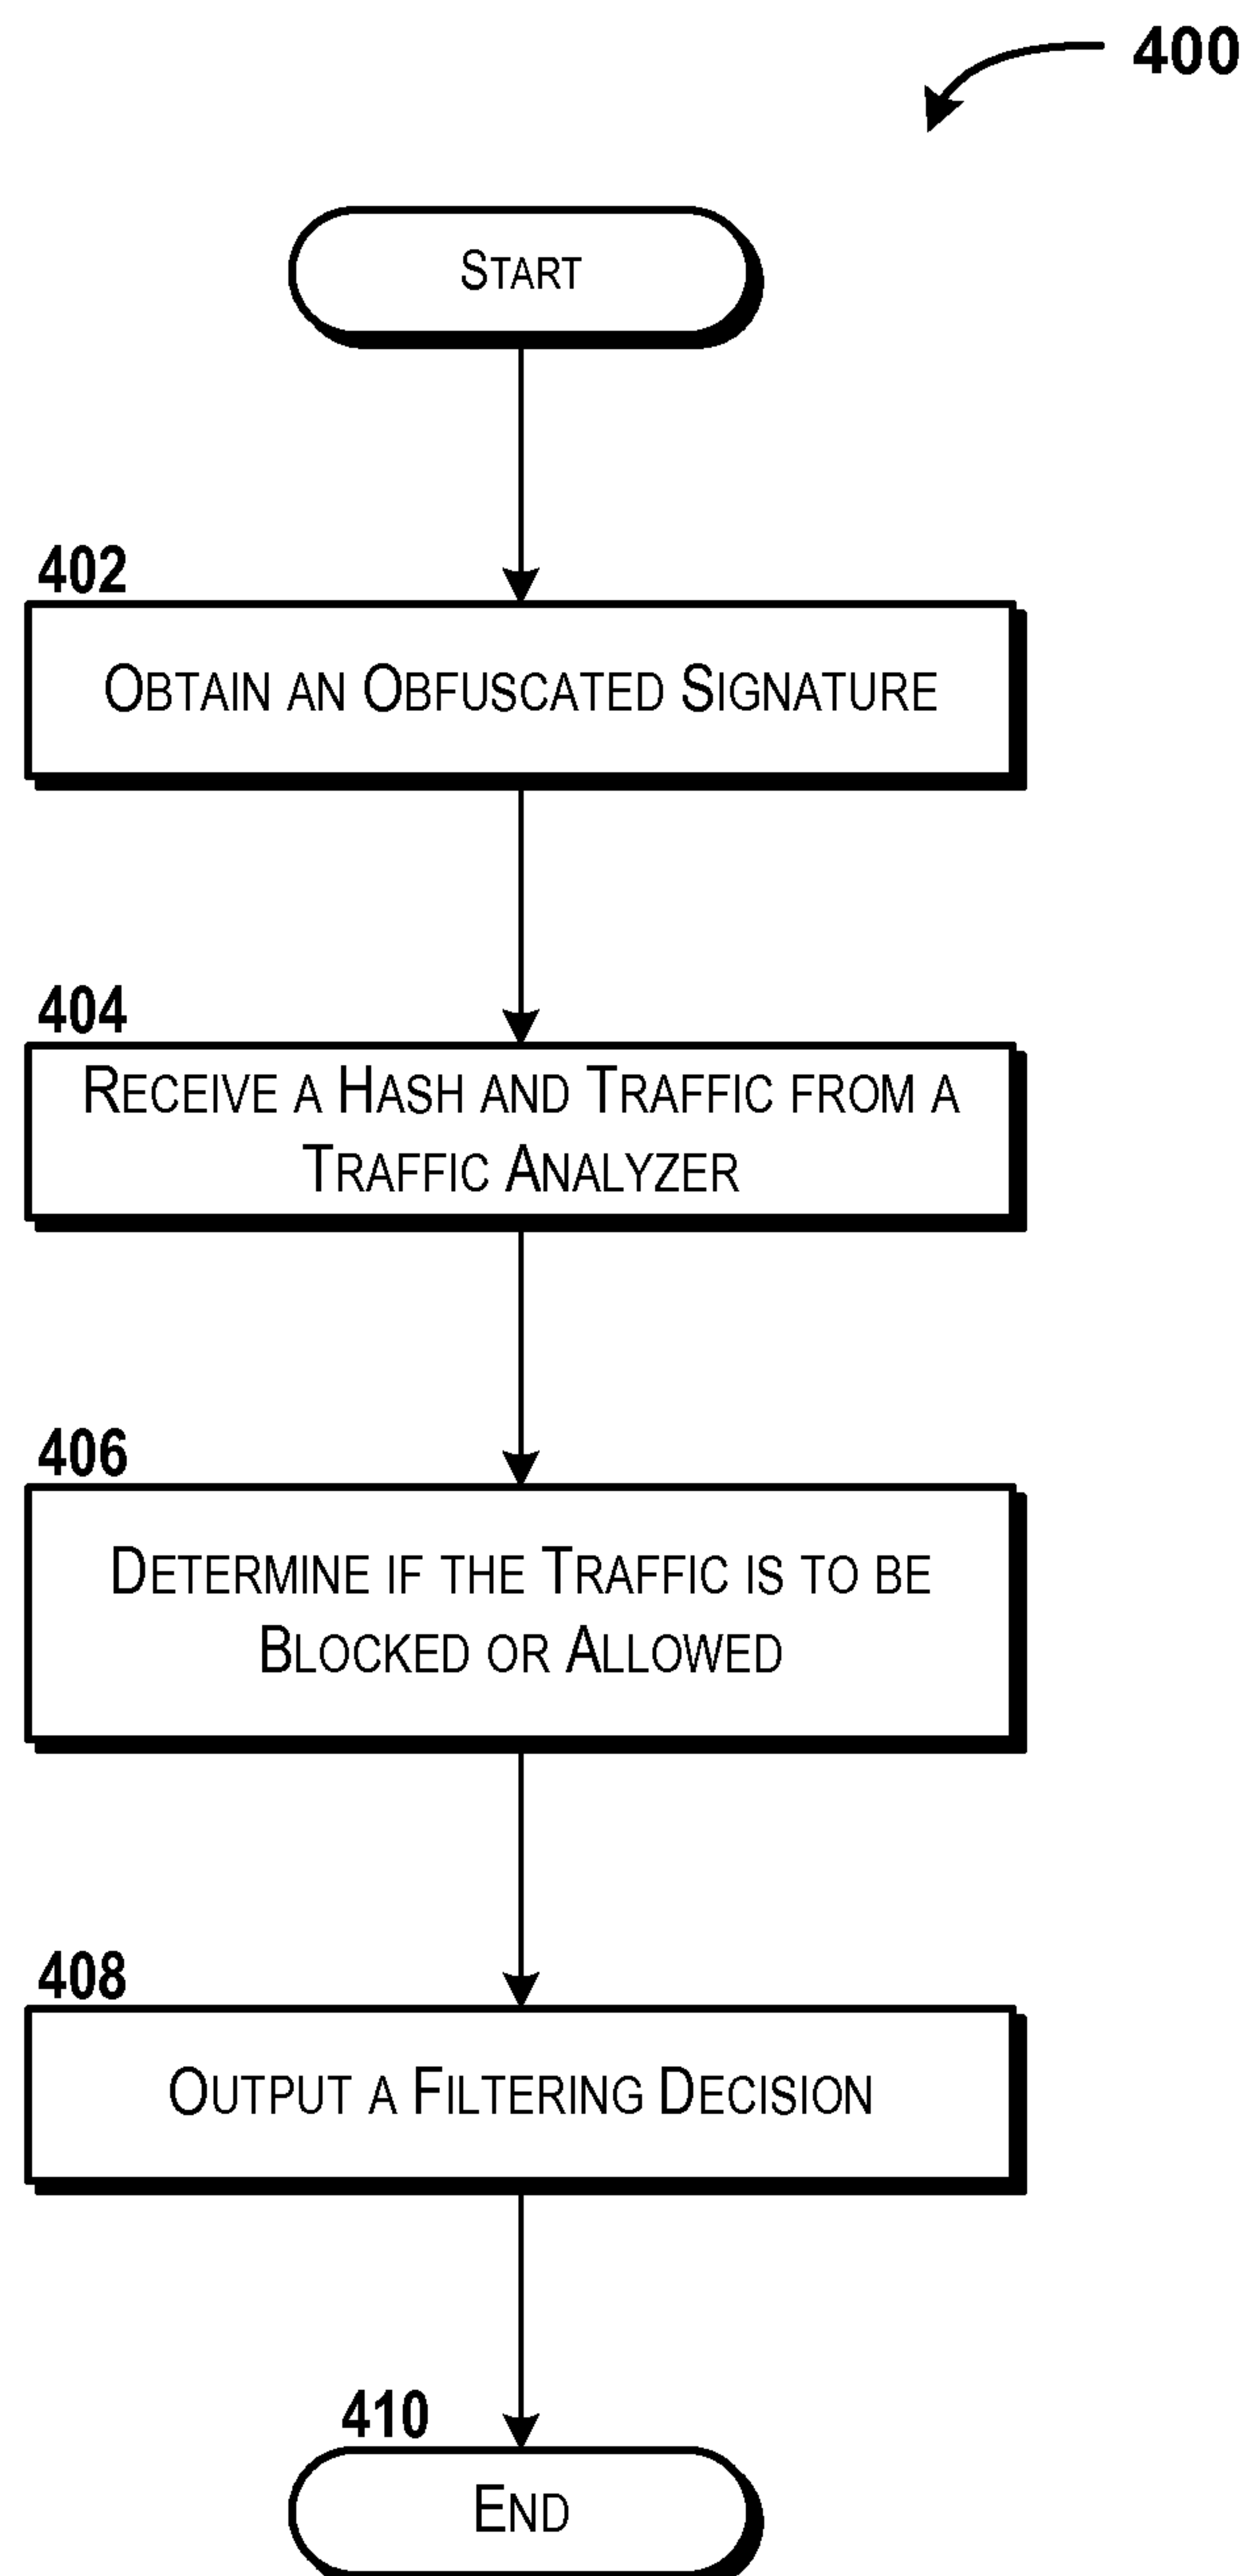 400
START
402
OBTAIN AN OBFUSCATED SIGNATURE
404
RECEIVE A HASH AND TRAFFIC FROM A
TRAFFIC ANALYZER
406
DETERMINE IF THE TRAFFIC IS TO BE
BLOCKED OR ALLOWED
408
OUTPUT A FILTERING DECISION
410
END